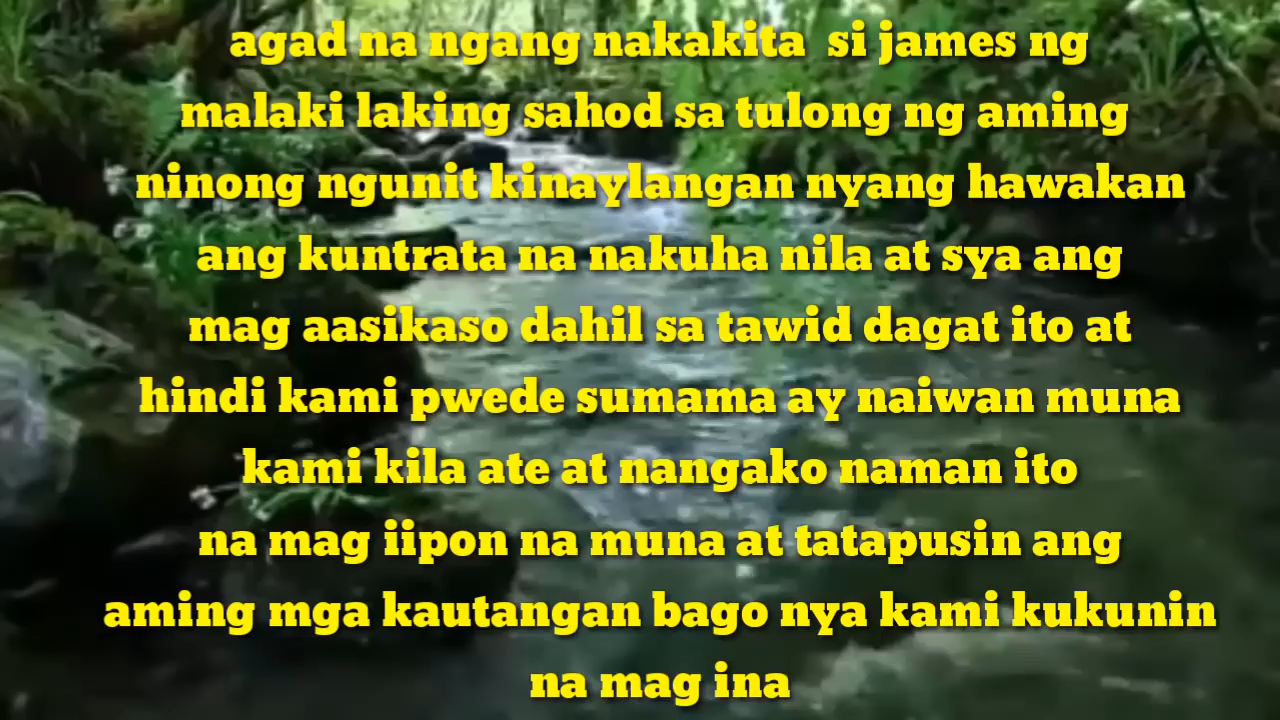 agad na ngang nakakita si james ng
malaki laking sahod sa tulong ng aming
ninong ngunit kinaylangan nyang hawakan
ang kuntrata na nakuha nila at sya ang
mag aasikaso dahil sa tawid dagat ito at
hindi kami pwede sumama ay naiwan muna
kami kila ate at nangako naman ito
na mag iipon na muna at tatapusin ang
aming mga kautangan bago nya kami kukunin
na mag ina